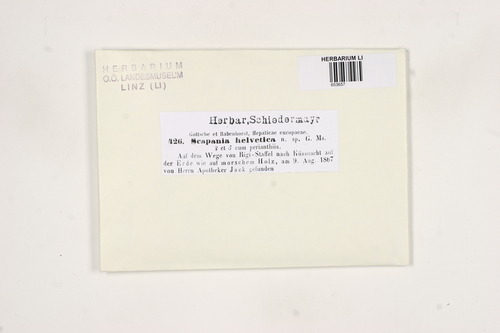 HERBARIUM
O.Ö. LANDESMUSEUM
LINZ (LI)
HERBARIUM LI
Herbar,Schiedermayr
Gottsche et Rabenhorst, Hepaticae europaeae.
426. Scapania helvetica n. sp. G. Ms.
♀ et ♂ cum perianthiis.
Auf dem Wege von Rigi-Staffel nach Küssnacht auf
der Erde wie auf morschem Holz, am 9. Aug. 1867
von Herrn Apotheker Jack gefunden